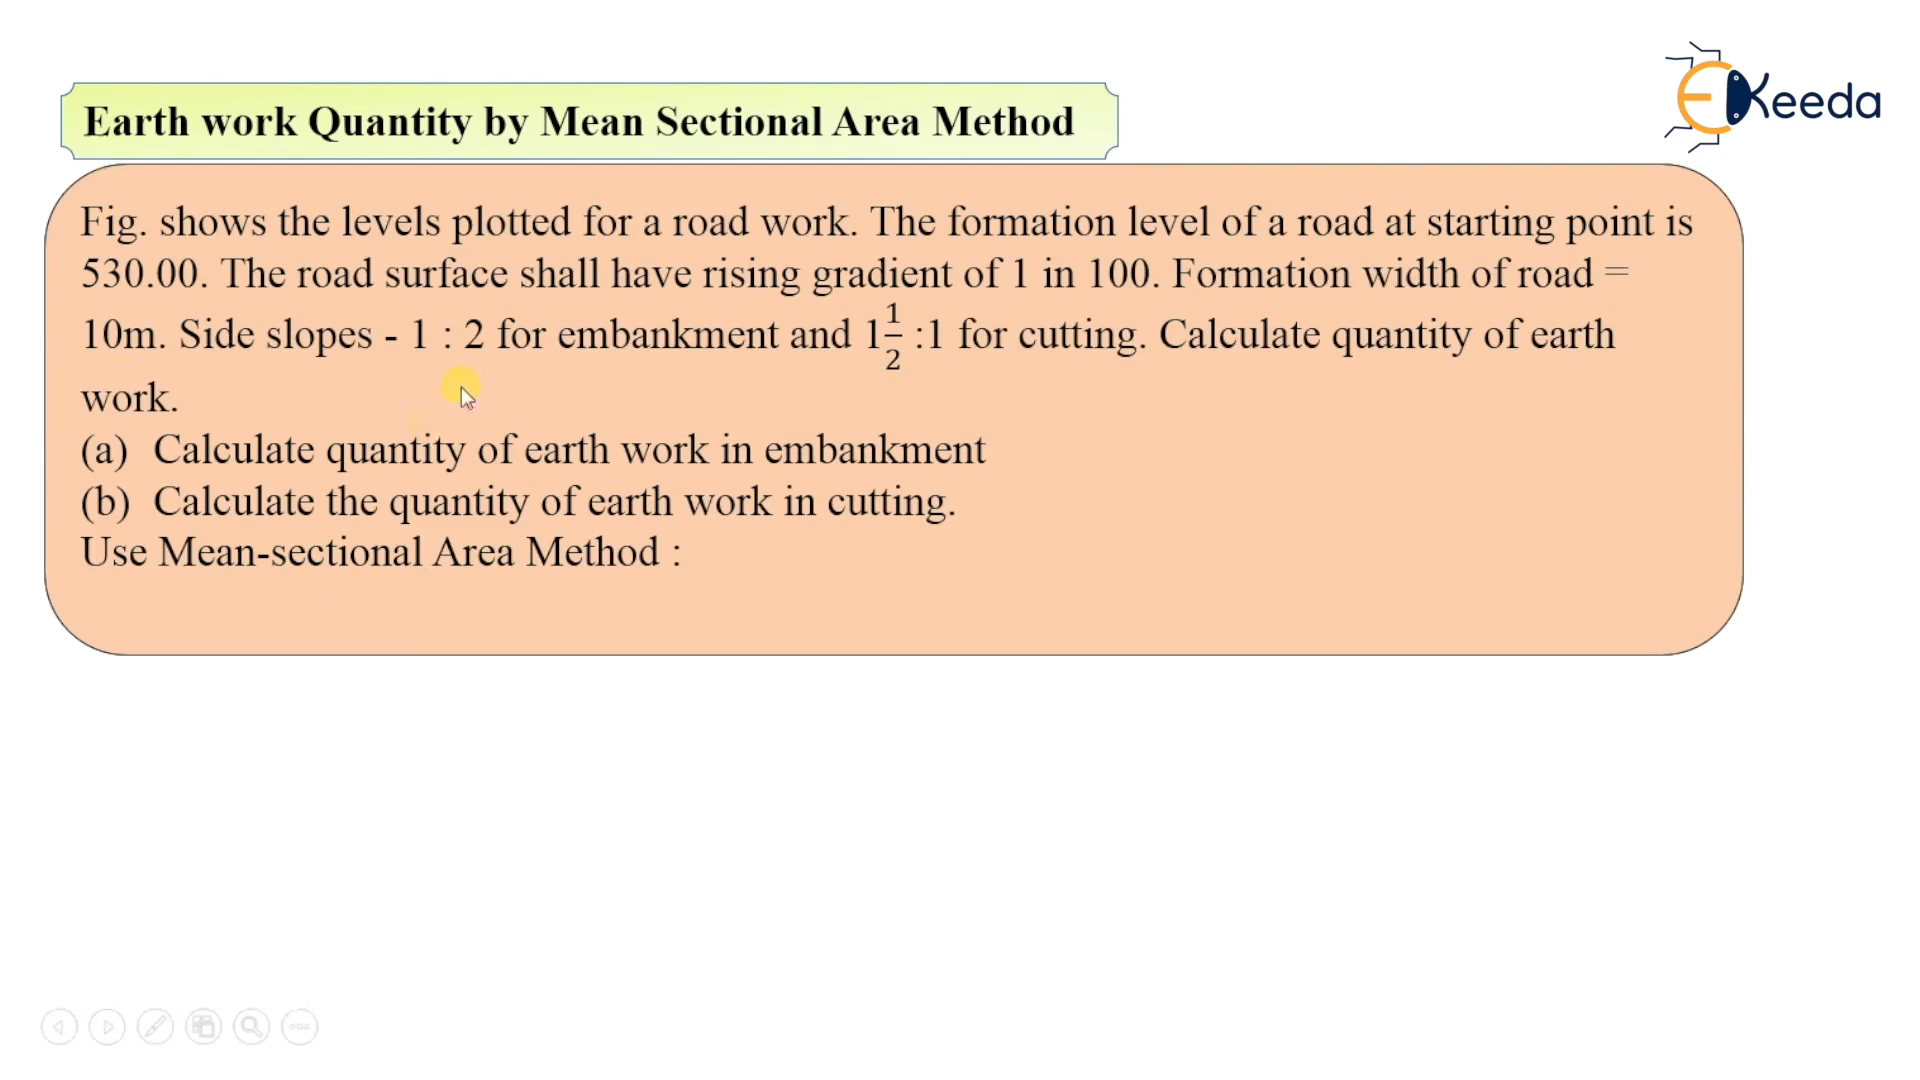 EKeeda
Earth work Quantity by Mean Sectional Area Method
Fig. shows the levels plotted for a road work. The formation level of a road at starting point is
530.00. The road surface shall have rising gradient of 1 in 100. Formation width of road =
10m. Side slopes - 1 : 2 for embankment and 1 1/2 :1 for cutting. Calculate quantity of earth
work.
(a) Calculate quantity of earth work in embankment
(b) Calculate the quantity of earth work in cutting.
Use Mean-sectional Area Method :